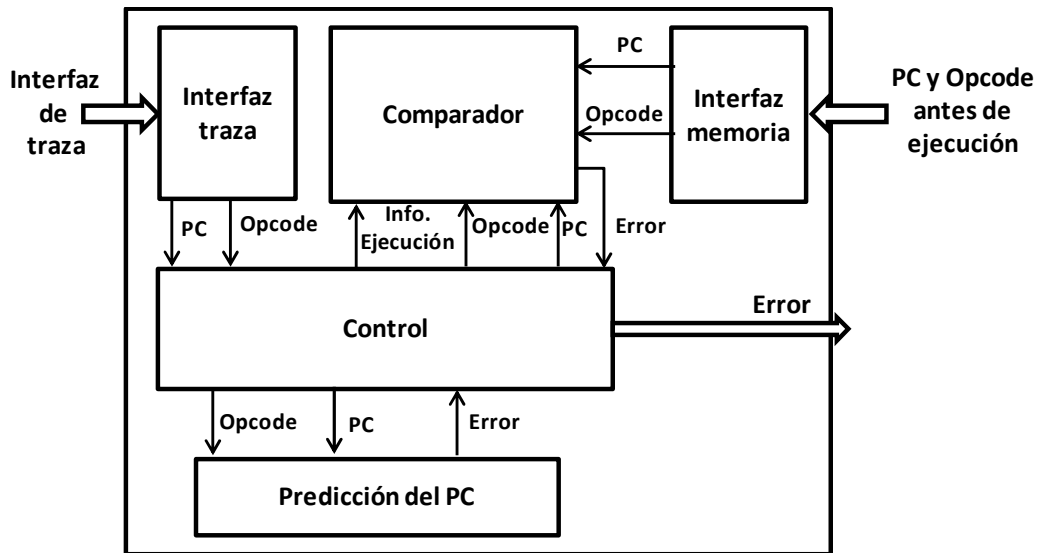 Interfaz
de
traza
Interfaz
traza
Comparador
PC
Opcode
Interfaz
memoria
PC y Opcode
antes de
ejecución
PC
Opcode
Info.
Ejecución
Opcode
PC
Error
Control
Error
Opcode
PC
Error
Predicción del PC